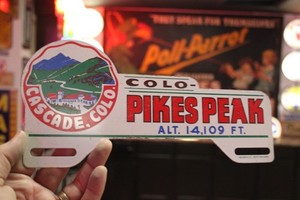 THEY SPEAK FOR THEMSELVES
Poll-Parrot
COLO-
PIKES PEAK
ALT. 14,109 FT.
CASCADE, COLO.